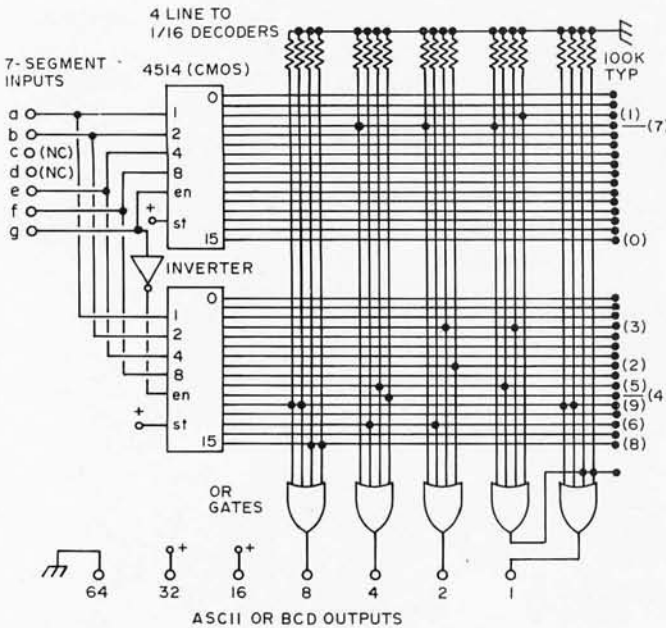 4 LINE TO
1/16 DECODERS
7-SEGMENT
INPUTS
4514 (CMOS)
100K
TYP
a
b
c (NC)
d (NC)
e
f
g
0
1
2
4
8
en
+
st
15
(1)
(7)
(0)
INVERTER
0
1
2
4
8
en
+
st
15
(3)
(2)
(5)
(4
(9)
(6)
(8)
OR
GATES
+
+
64
32
16
8
4
2
1
ASCII OR BCD OUTPUTS